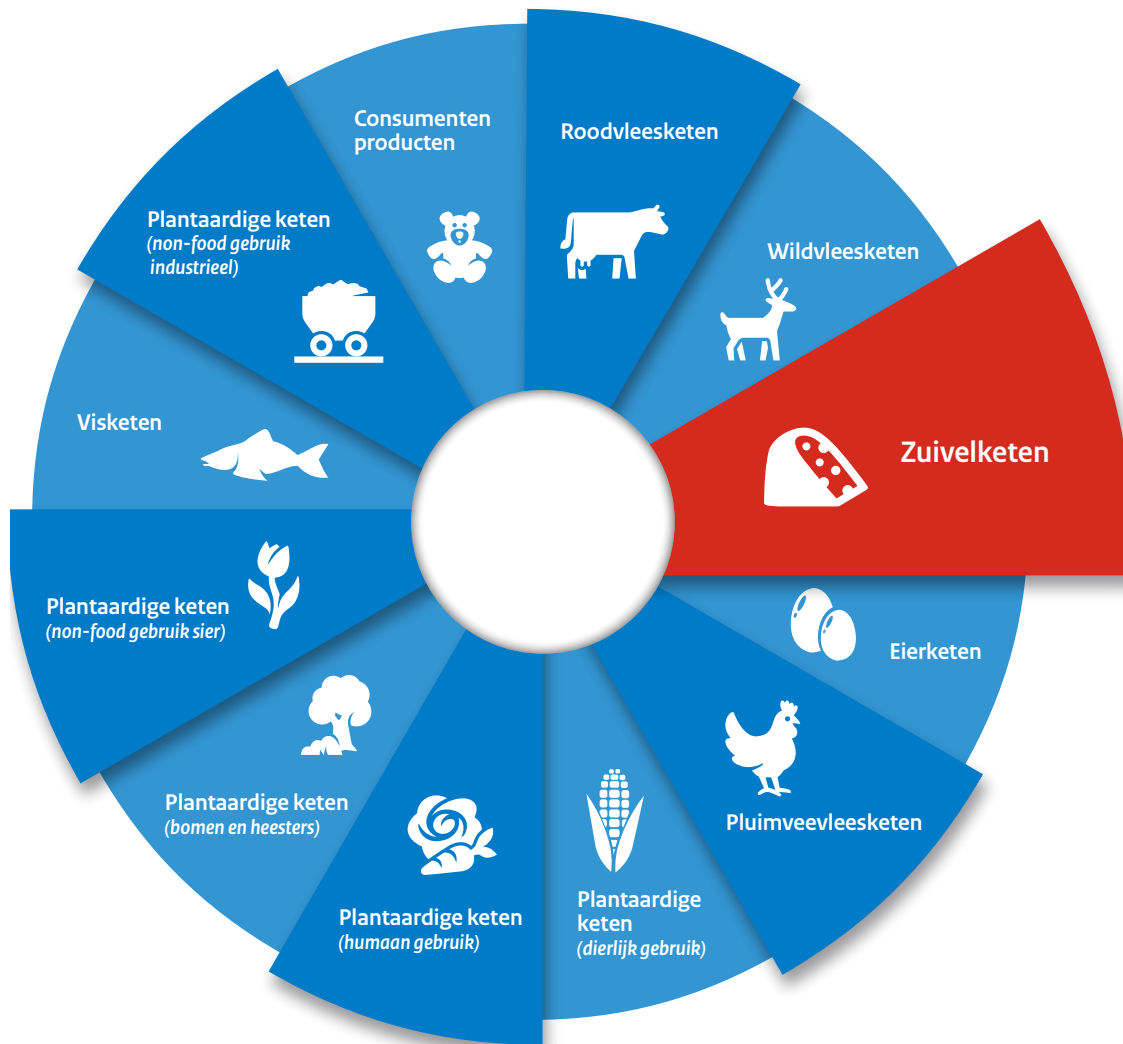 Consumenten
producten
Roodvleesketen
Wildvleesketen
Zuivelketen
Eierketen
Pluimveevleesketen
Plantaardige
keten
(dierlijk gebruik)
Plantaardige keten
(humaan gebruik)
Plantaardige keten
(bomen en heesters)
Plantaardige keten
(non-food gebruik sier)
Visketen
Plantaardige keten
(non-food gebruik
industrieel)